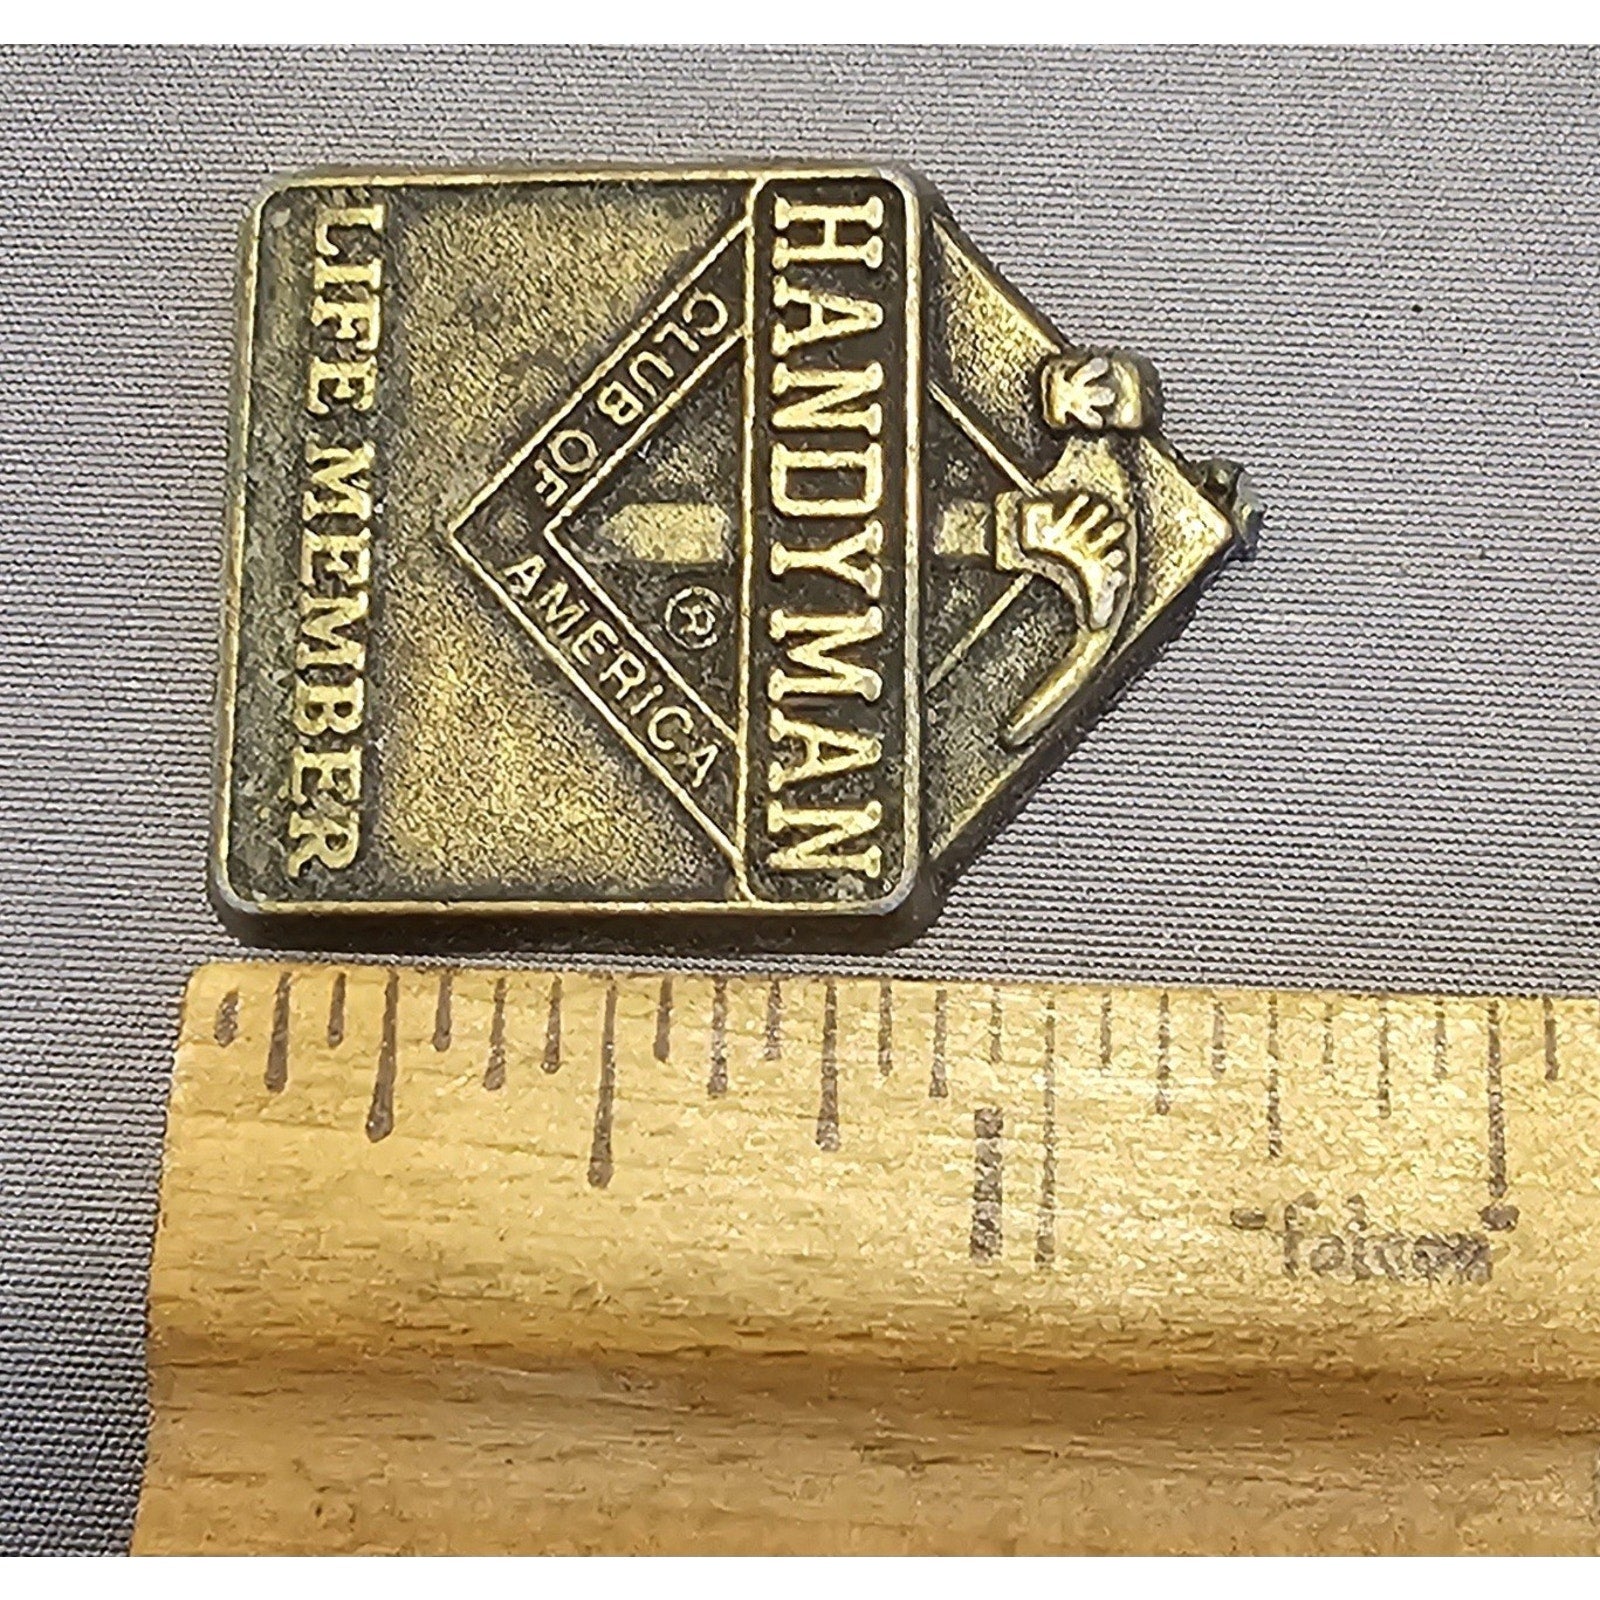 HANDYMAN
CLUB OF AMERICA
®
LIFE MEMBER
1
falcon